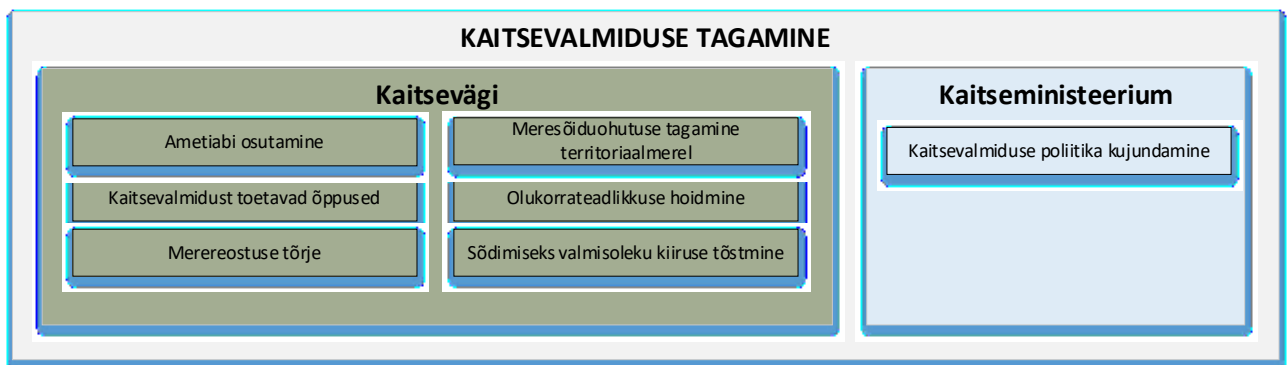 KAITSEVALMIDUSE TAGAMINE
Kaitsevägi
Ametiabi osutamine
Meresõiduohutuse tagamine
territoriaalmerel
Kaitsevalmidust toetavad õppused
Olukorrateadlikkuse hoidmine
Merereostuse tõrje
Sõdimiseks valmisoleku kiiruse tõstmine
Kaitseministeerium
Kaitsevalmiduse poliitika kujundamine